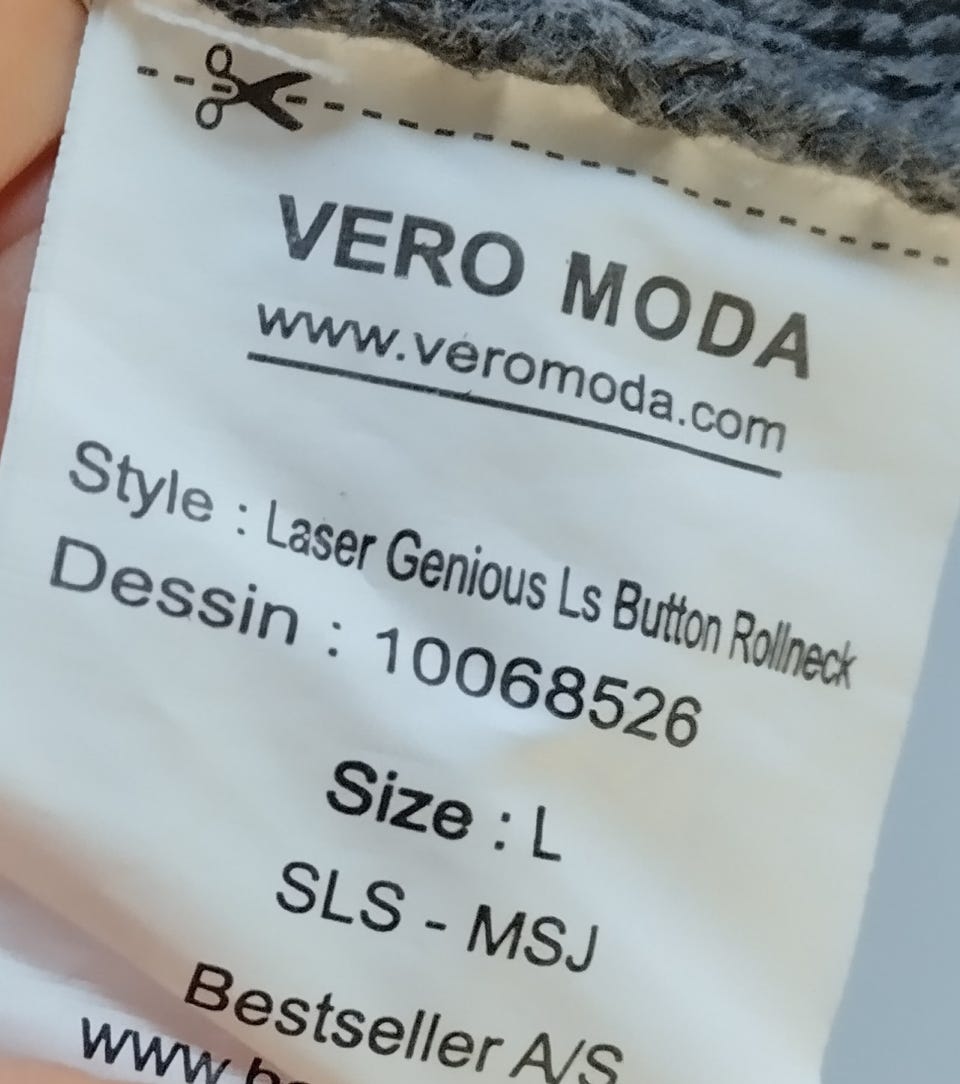 VERO MODA
www.veromoda.com
Style : Laser Genious Ls Button Rollneck
Dessin : 10068526
Size : L
SLS - MSJ
Bestseller A/S